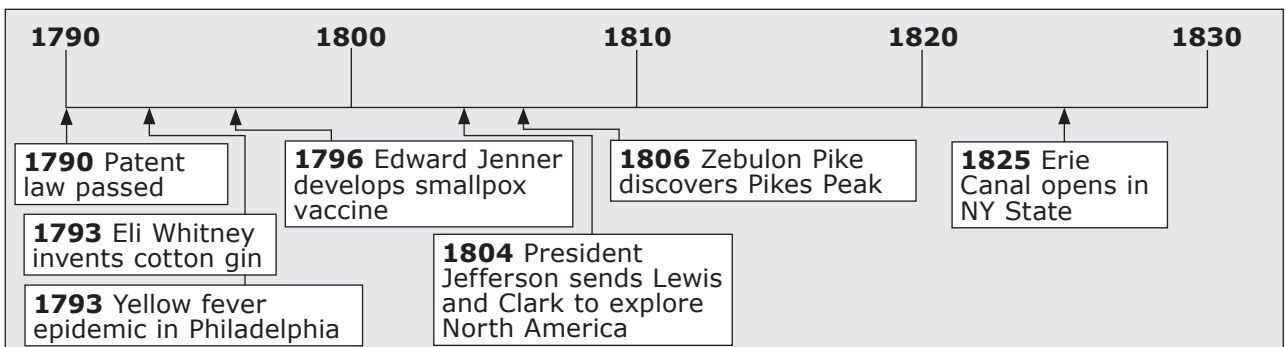 1790 1800 1810 1820 1830
1790 Patent
law passed
1793 Eli Whitney
invents cotton gin
1793 Yellow fever
epidemic in Philadelphia
1796 Edward Jenner
develops smallpox
vaccine
1804 President
Jefferson sends Lewis
and Clark to explore
North America
1806 Zebulon Pike
discovers Pikes Peak
1825 Erie
Canal opens in
NY State